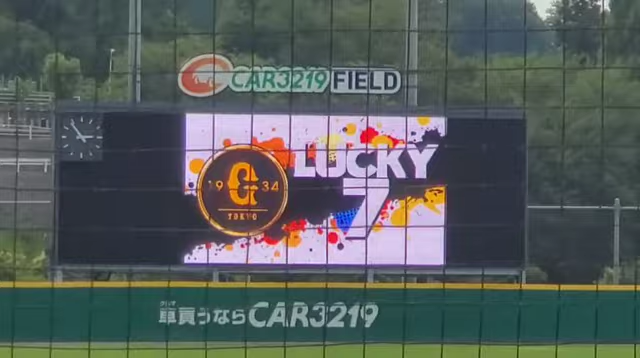 CAR3219 FIELD
LUCKY
7
19 G 34
TOKYO
車買うならCAR3219